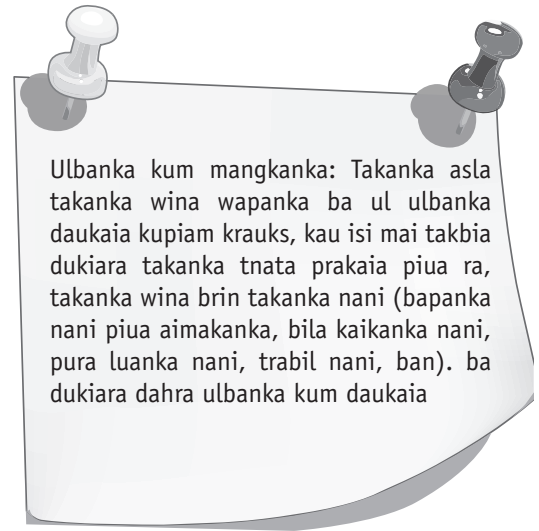 Ulbanka kum mangkanka: Takanka asla
takanka wina wapanka ba ul ulbanka
daukaia kupiam krauks, kau isi mai takbia
dukiara takanka tnata prakaia piua ra,
takanka wina brin takanka nani (bapanka
nani piua aimakanka, bila kaikanka nani,
pura luanka nani, trabil nani, ban). ba
dukiara dahra ulbanka kum daukaia